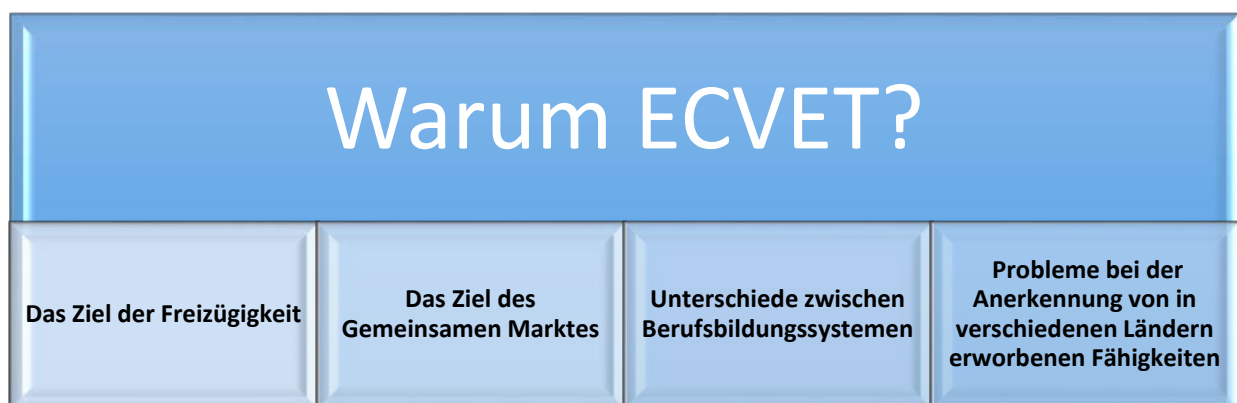 Warum ECVET?
Das Ziel der Freizügigkeit
Das Ziel des
Gemeinsamen Marktes
Unterschiede zwischen
Berufsbildungssystemen
Probleme bei der
Anerkennung von in
verschiedenen Ländern
erworbenen Fähigkeiten